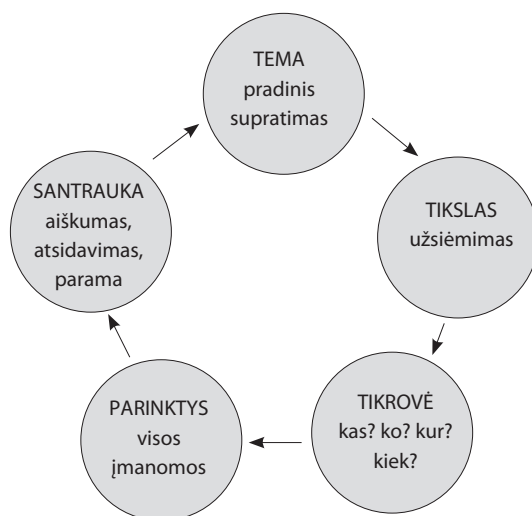 TEMA
pradinis
supratimas
TIKSLAS
užsiėmimas
TIKROVĖ
kas? ko? kur?
kiek?
PARINKTYS
visos
įmanomos
SANTRAUKA
aiškumas,
atsidavimas,
parama